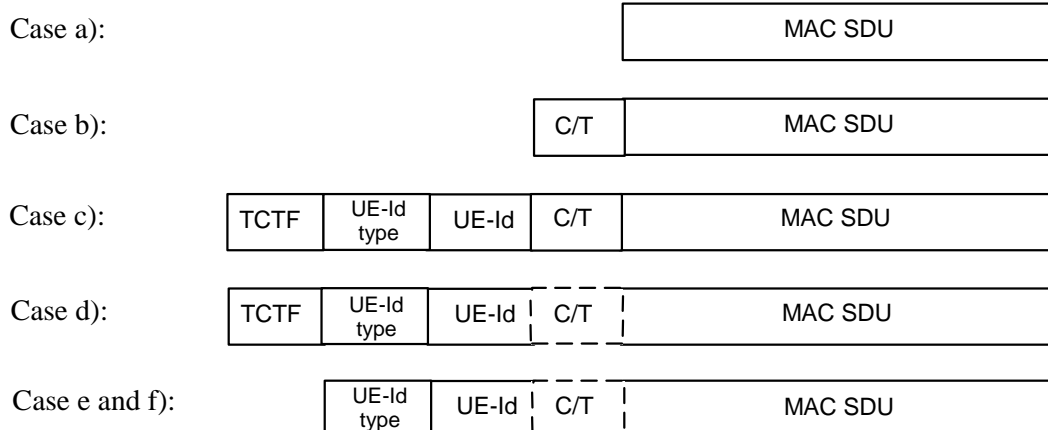 Case a): MAC SDU
Case b): C/T MAC SDU
Case c): TCTF UE-Id type UE-Id C/T MAC SDU
Case d): TCTF UE-Id type UE-Id C/T MAC SDU
Case e and f): UE-Id type UE-Id C/T MAC SDU